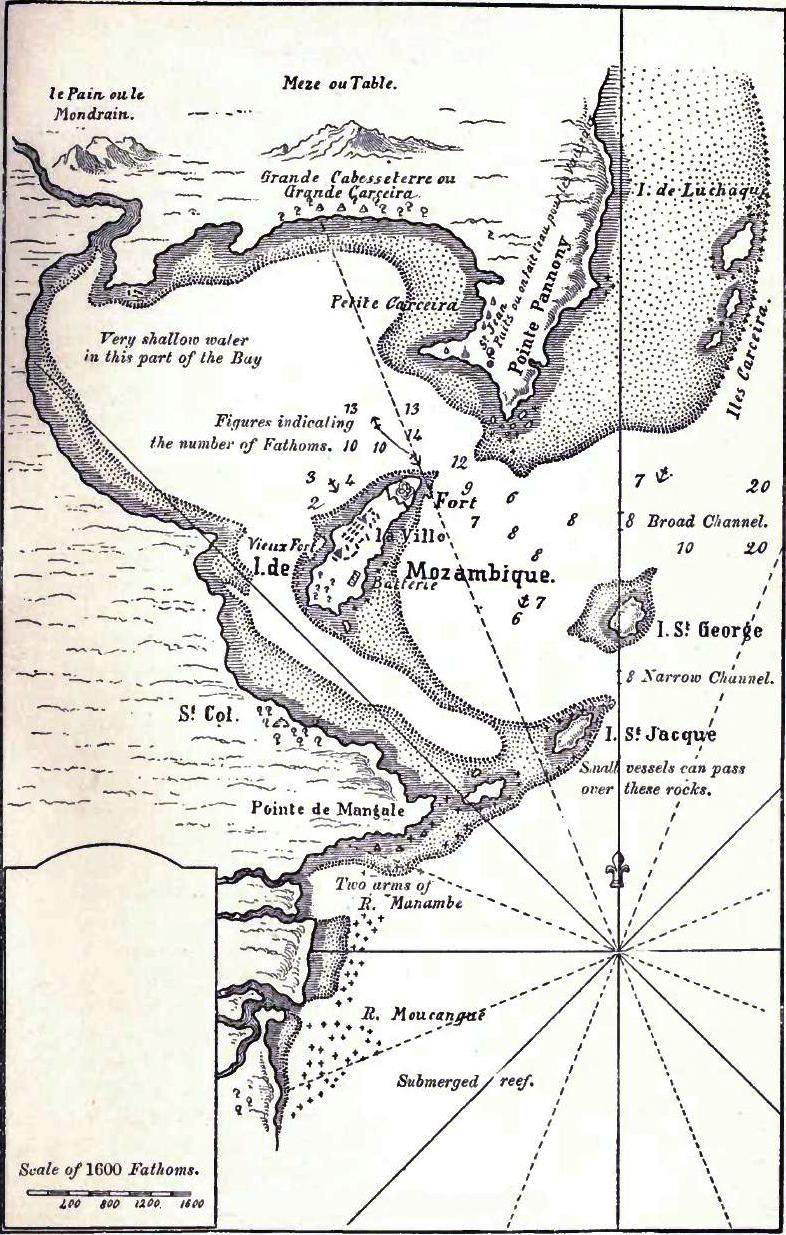 le Pain ou le
Mondrain.
Meze ou Table.
Grande Cabesseterre ou
Grande Carceira.
I. de Luchaque
Petite Carceira
St Jean
Puits ou on fait l'eau pour les
Pointe Pannony
Iles Carceira.
Very shallow water
in this part of the Bay
13
13
Figures indicating
the number of Fathoms. 10 10
14
12
3 4
2
9
Fort
6
7
8
8
8
7
20
8 Broad Channel.
10 20
la Ville
Vieux Fort
I. de Mozambique.
Batterie
7
6
I. St George
8 Narrow Channel.
St Col.
I. St Jacque
Small vessels can pass
over these rocks.
Pointe de Mangale
Two arms of
R. Manambe
R. Moucangué
Submerged reef.
Scale of 1600 Fathoms.
400 800 1200. 1600